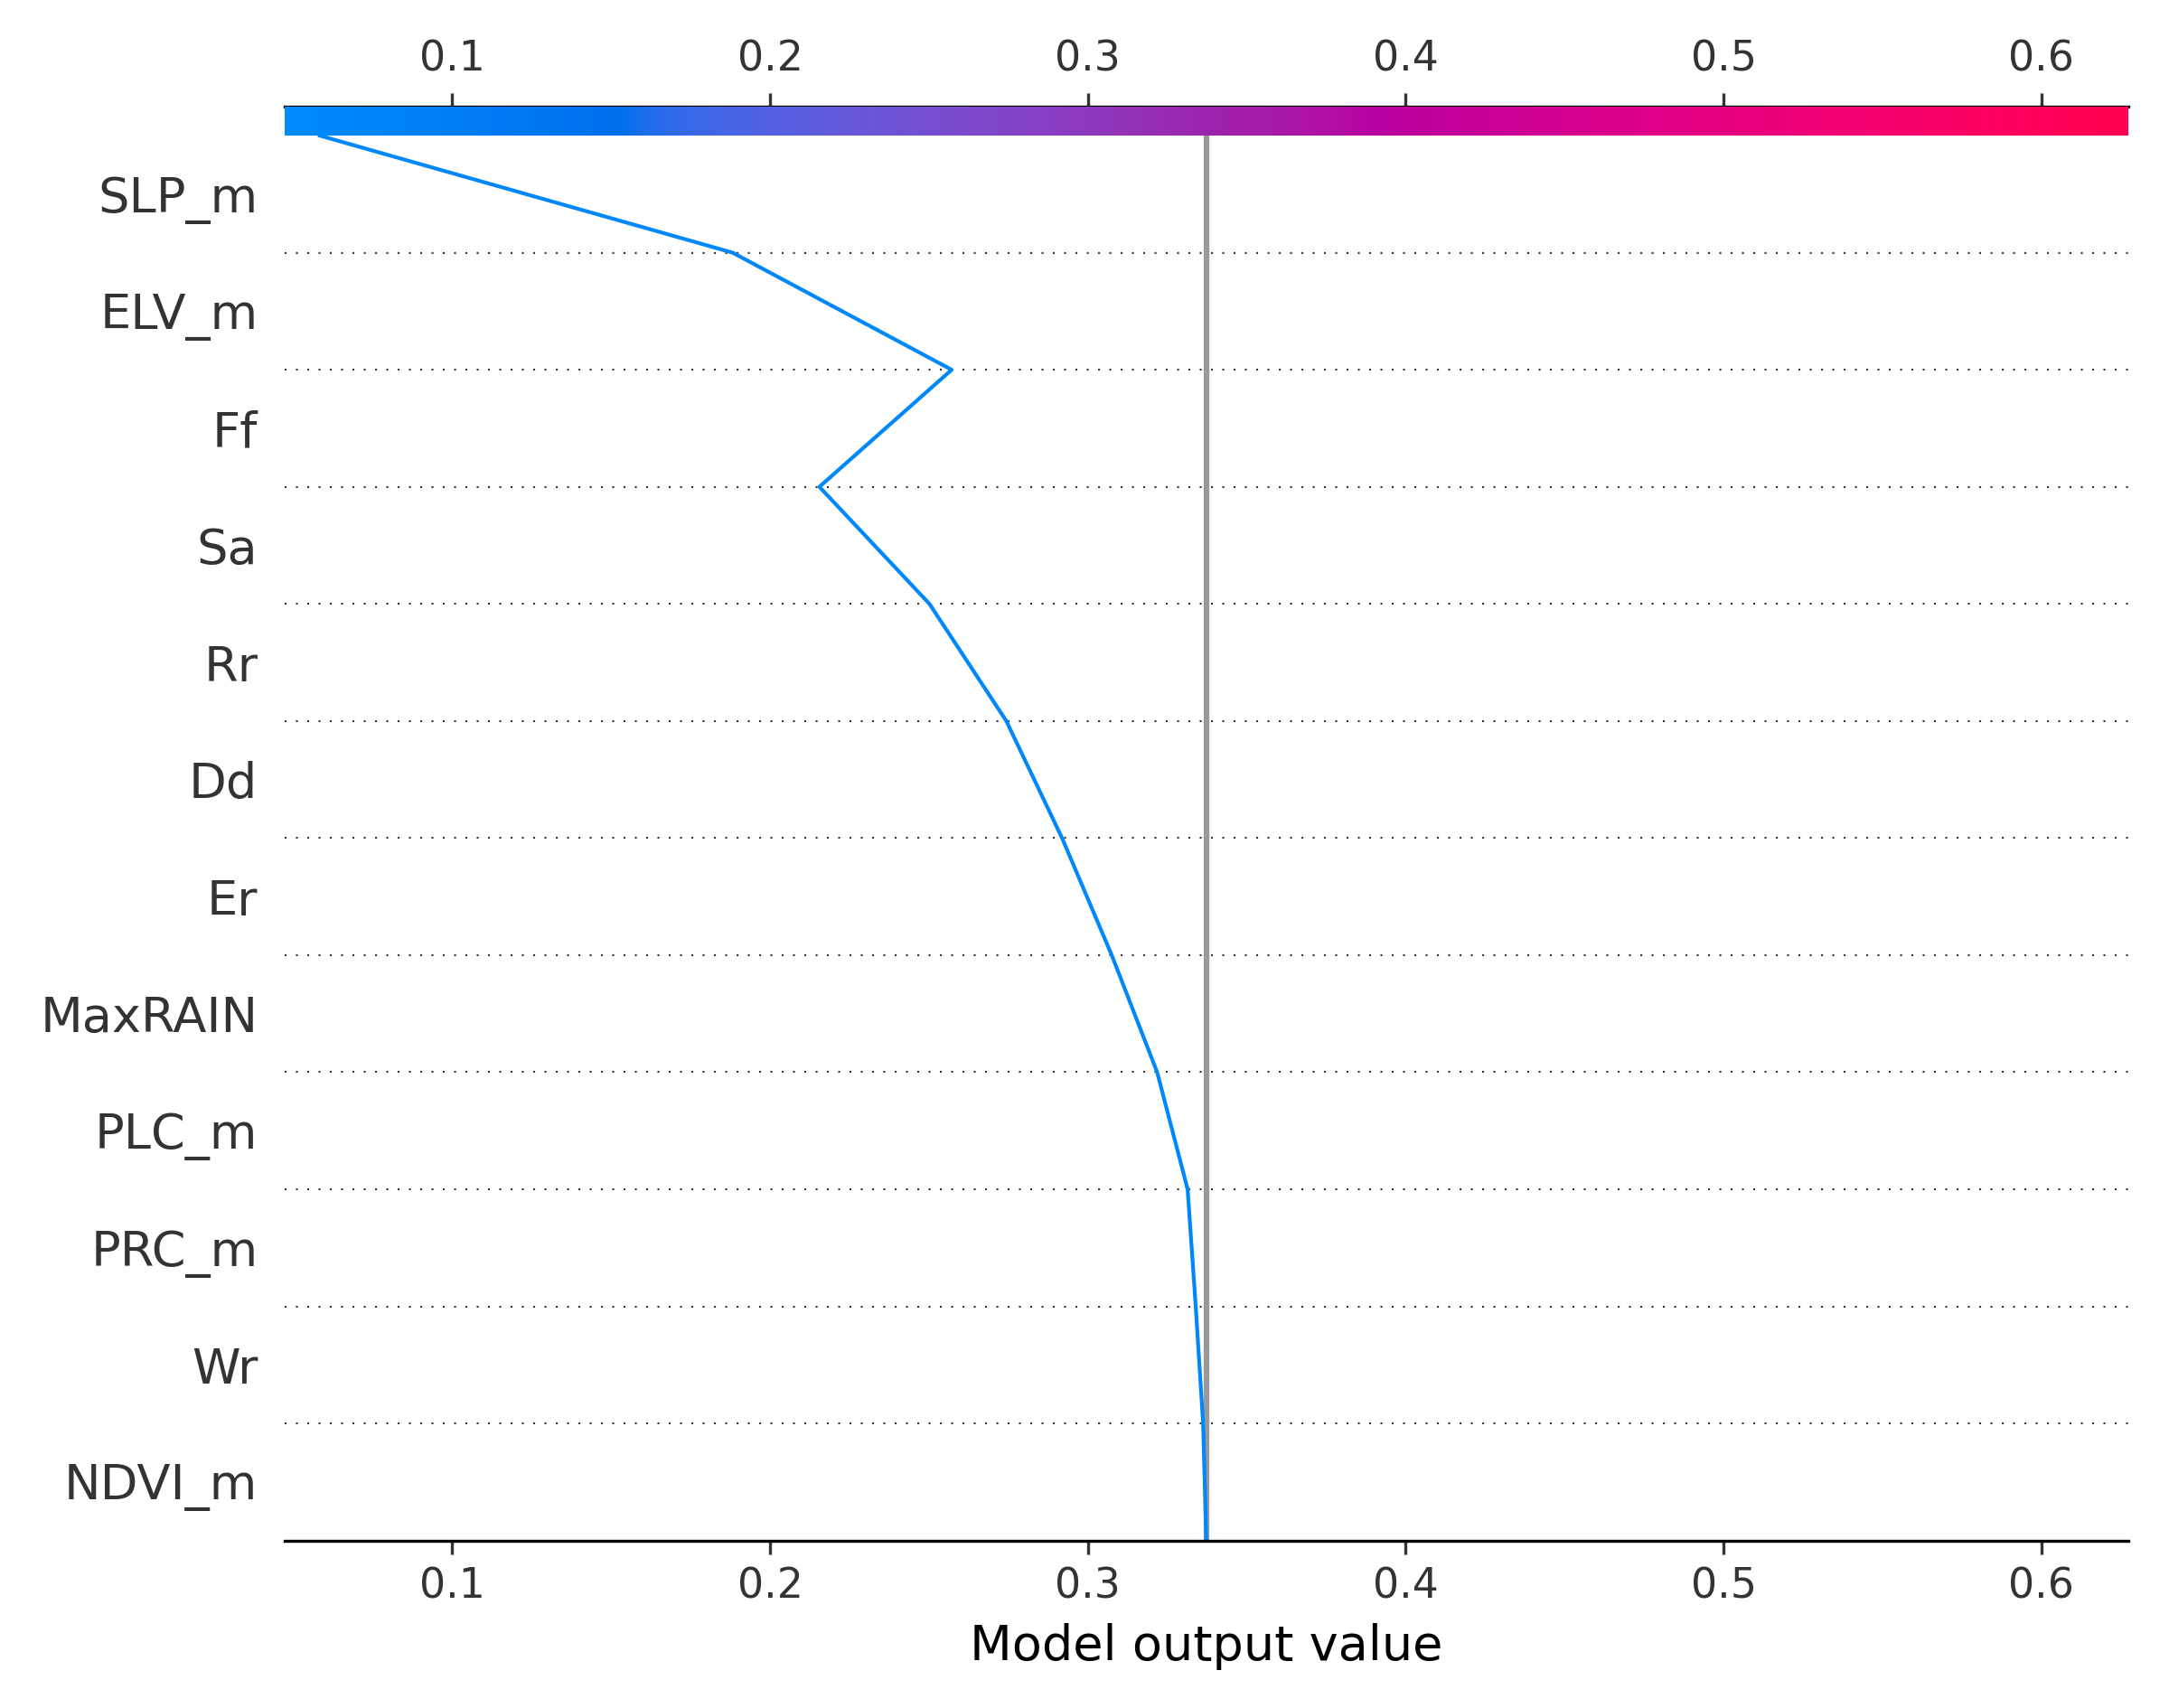 0.1 0.2 0.3 0.4 0.5 0.6
SLP_m
ELV_m
Ff
Sa
Rr
Dd
Er
MaxRAIN
PLC_m
PRC_m
Wr
NDVI_m
0.1 0.2 0.3 0.4 0.5 0.6
Model output value